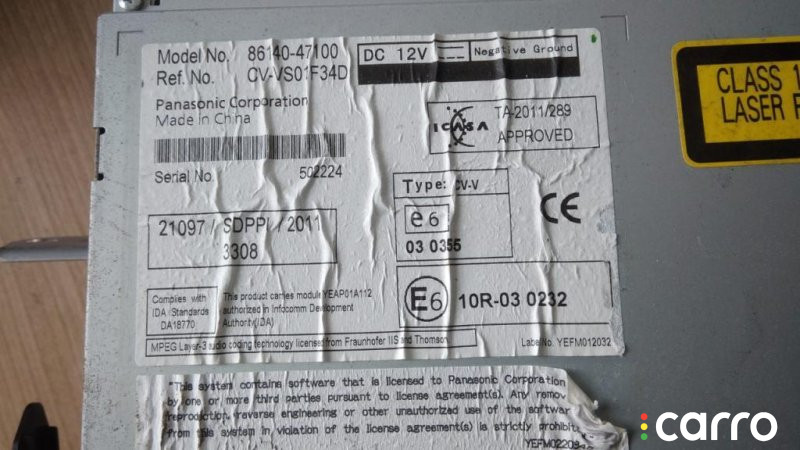 Model No. 86140-47100
Ref. No. CV-VS01F34D
Panasonic Corporation
Made in China
Serial No. 502224
DC 12V Negative Ground
ICASA
TA-2011/289
APPROVED
CLASS 1
LASER P
Type: CV-V
e6
03 0355
CE
21097 / SDPPI / 2011
3308
E6 10R-03 0232
Complies with
IDA Standards
DA18770
This product carries module YEAP01A112
authorized in Infocomm Development
Authority(IDA)
MPEG Layer-3 audio coding technology licensed from Fraunhofer IIS and Thomson.
Label No. YEFM012032
"This system contains software that is licensed to Panasonic Corporation
by one or more third parties pursuant to license agreement(s). Any remov
reproduction, reverse engineering or other unauthorized use of the softwar
from this system in violation of the license agreement(s) is strictly prohibit
YEFM02209
carro